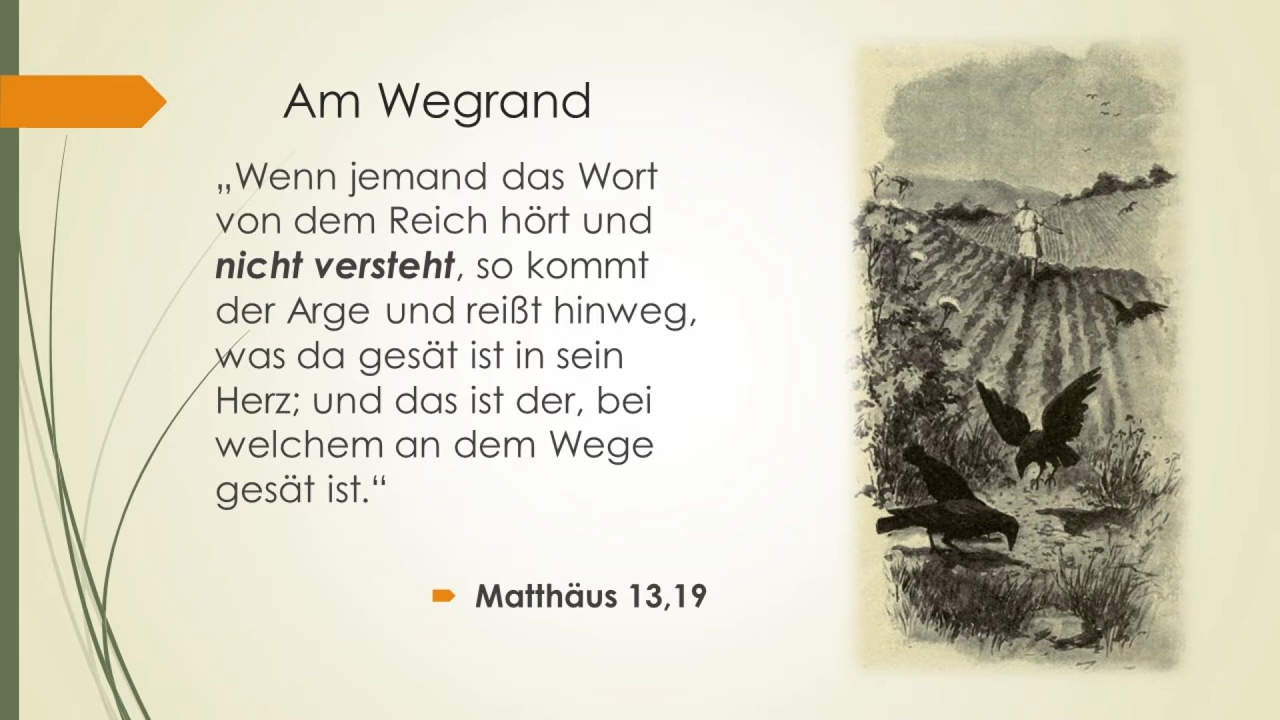 Am Wegrand
„Wenn jemand das Wort
von dem Reich hört und
nicht versteht, so kommt
der Arge und reißt hinweg,
was da gesät ist in sein
Herz; und das ist der, bei
welchem an dem Wege
gesät ist.“
Matthäus 13,19